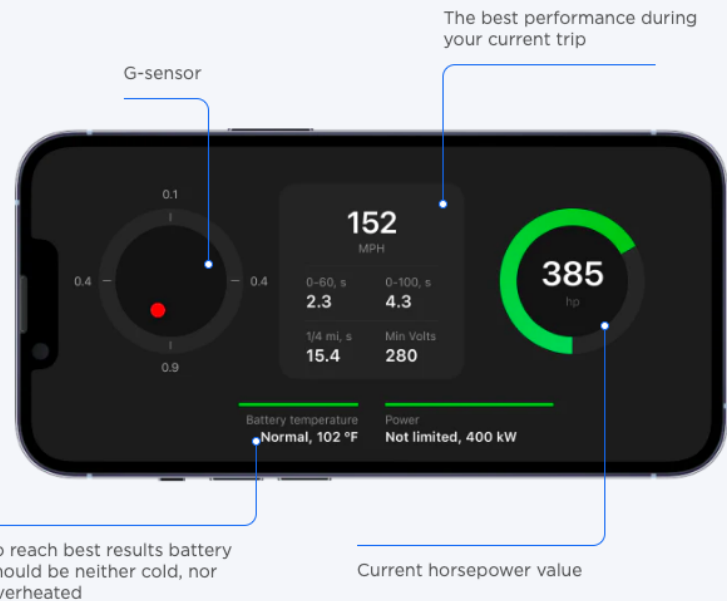 The best performance during
your current trip
G-sensor
0.1
0.4
0.4
0.9
152
MPH
0-60, s
0-100, s
2.3
4.3
1/4 mi, s
Min Volts
15.4
280
385
hp
Battery temperature
Normal, 102 °F
Power
Not limited, 400 kW
reach best results battery
be neither cold, nor
Current horsepower value